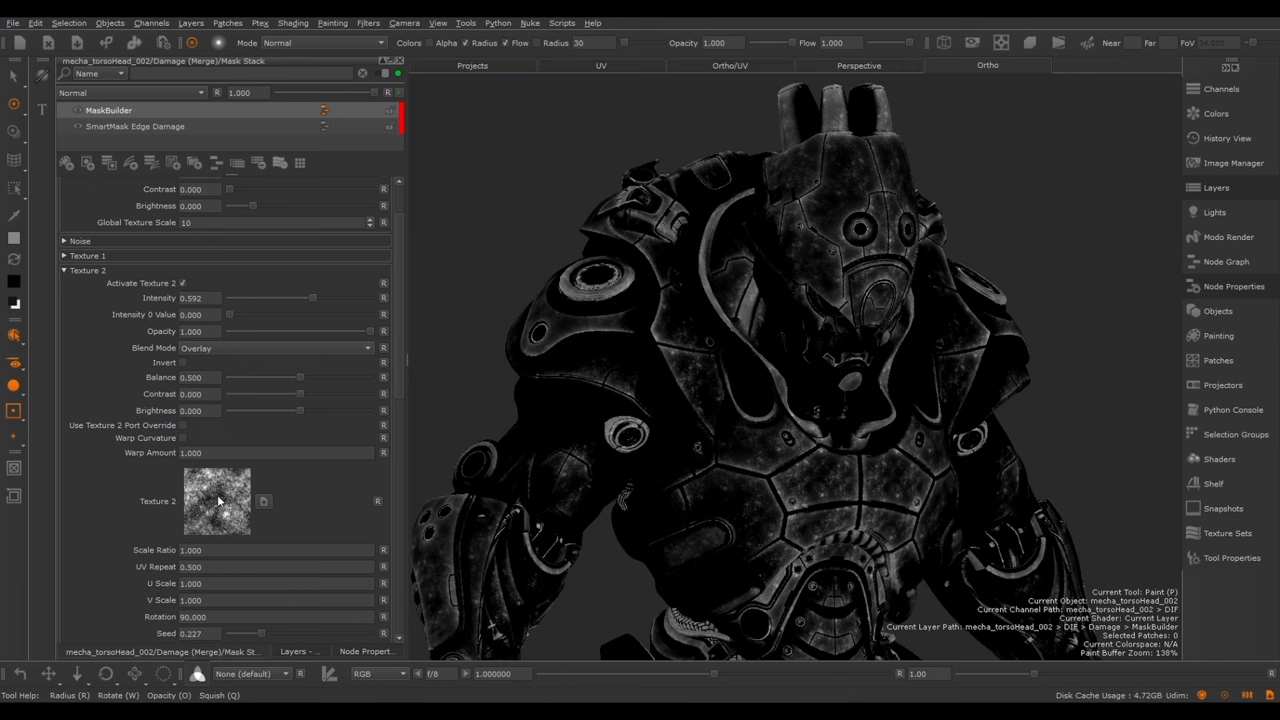 File Edit Selection Objects Channels Layers Patches Ptex Shading Painting Filters Camera View Tools Python Nuke Scripts Help
Mode Normal Colors Alpha Radius Flow Radius 30 Opacity 1.000 Flow 1.000 Near Far FoV 24.000
mecha_torsoHead_002/Damage (Merge)/Mask Stack
Name
Projects UV Ortho/UV Perspective Ortho
Normal R 1.000 R
MaskBuilder
SmartMask Edge Damage
Contrast 0.000 R
Brightness 0.000 R
Global Texture Scale 10 R
Noise
Texture 1
Texture 2
Activate Texture 2 R
Intensity 0.592 R
Intensity 0 Value 0.000 R
Opacity 1.000 R
Blend Mode Overlay R
Invert R
Balance 0.500 R
Contrast 0.000 R
Brightness 0.000 R
Use Texture 2 Port Override R
Warp Curvature R
Warp Amount 1.000 R
Texture 2 R
Scale Ratio 1.000 R
UV Repeat 0.500 R
U Scale 1.000 R
V Scale 1.000 R
Rotation 90.000 R
Seed 0.227 R
mecha_torsoHead_002/Damage (Merge)/Mask St... Layers - ... Node Propert...
Channels
Colors
History View
Image Manager
Layers
Lights
Modo Render
Node Graph
Node Properties
Objects
Painting
Patches
Projectors
Python Console
Selection Groups
Shaders
Shelf
Snapshots
Texture Sets
Tool Properties
Current Tool: Paint (P)
Current Object: mecha_torsoHead_002
Current Channel Path: mecha_torsoHead_002 > DIF
Current Shader: Current Layer
Current Layer Path: mecha_torsoHead_002 > DIF > Damage > MaskBuilder
Selected Patches: 0
Current Colorspace: N/A
Paint Buffer Zoom: 138%
None (default) R RGB f/8 1.000000 R 1.00 R
Tool Help: Radius (R) Rotate (W) Opacity (O) Squish (Q) Disk Cache Usage : 4.72GB Udim: